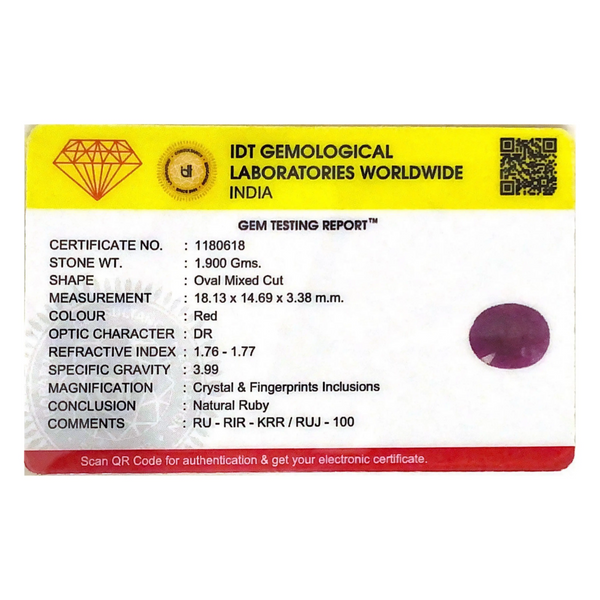 IDT GEMOLOGICAL
LABORATORIES WORLDWIDE
INDIA
GEM TESTING REPORT™
CERTIFICATE NO. : 1180618
STONE WT. : 1.900 Gms.
SHAPE : Oval Mixed Cut
MEASUREMENT : 18.13 x 14.69 x 3.38 m.m.
COLOUR : Red
OPTIC CHARACTER : DR
REFRACTIVE INDEX : 1.76 - 1.77
SPECIFIC GRAVITY : 3.99
MAGNIFICATION : Crystal & Fingerprints Inclusions
CONCLUSION : Natural Ruby
COMMENTS : RU - RIR - KRR / RUJ - 100
Scan QR Code for authentication & get your electronic certificate.